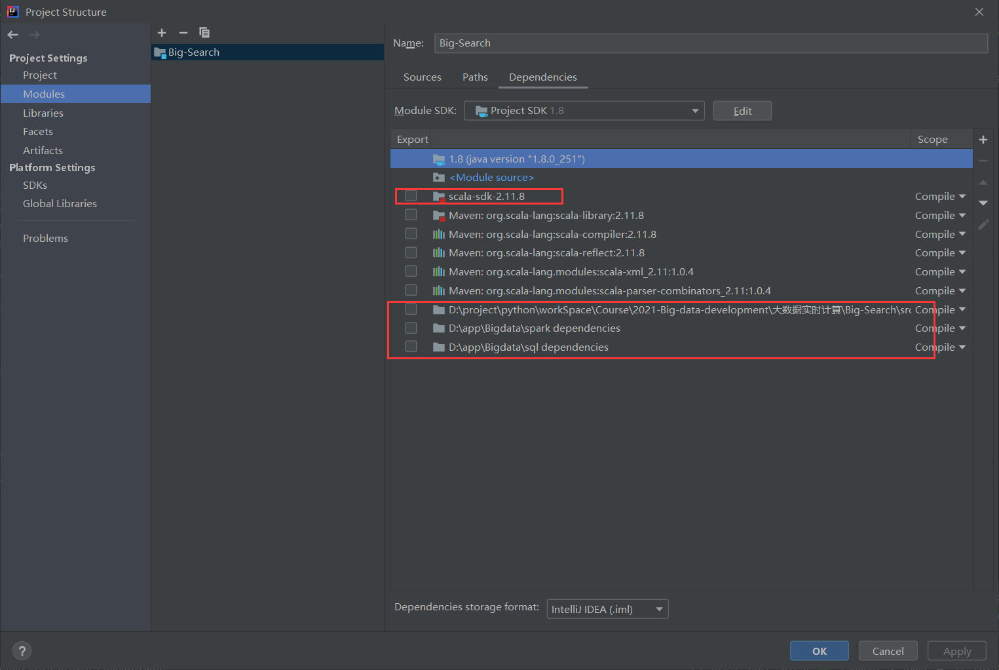 Project Structure
Project Settings
Project
Modules
Libraries
Facets
Artifacts
Platform Settings
SDKs
Global Libraries
Problems
Big-Search
Name: Big-Search
Sources Paths Dependencies
Module SDK: Project SDK 1.8 Edit
Export Scope
1.8 (java version "1.8.0_251")
<Module source>
scala-sdk-2.11.8 Compile
Maven: org.scala-lang:scala-library:2.11.8 Compile
Maven: org.scala-lang:scala-compiler:2.11.8 Compile
Maven: org.scala-lang:scala-reflect:2.11.8 Compile
Maven: org.scala-lang.modules:scala-xml_2.11:1.0.4 Compile
Maven: org.scala-lang.modules:scala-parser-combinators_2.11:1.0.4 Compile
D:\project\python\workSpace\Course\2021-Big-data-development\大数据实时计算\Big-Search\src Compile
D:\app\Bigdata\spark dependencies Compile
D:\app\Bigdata\sql dependencies Compile
Dependencies storage format: IntelliJ IDEA (.iml)
? OK Cancel Apply